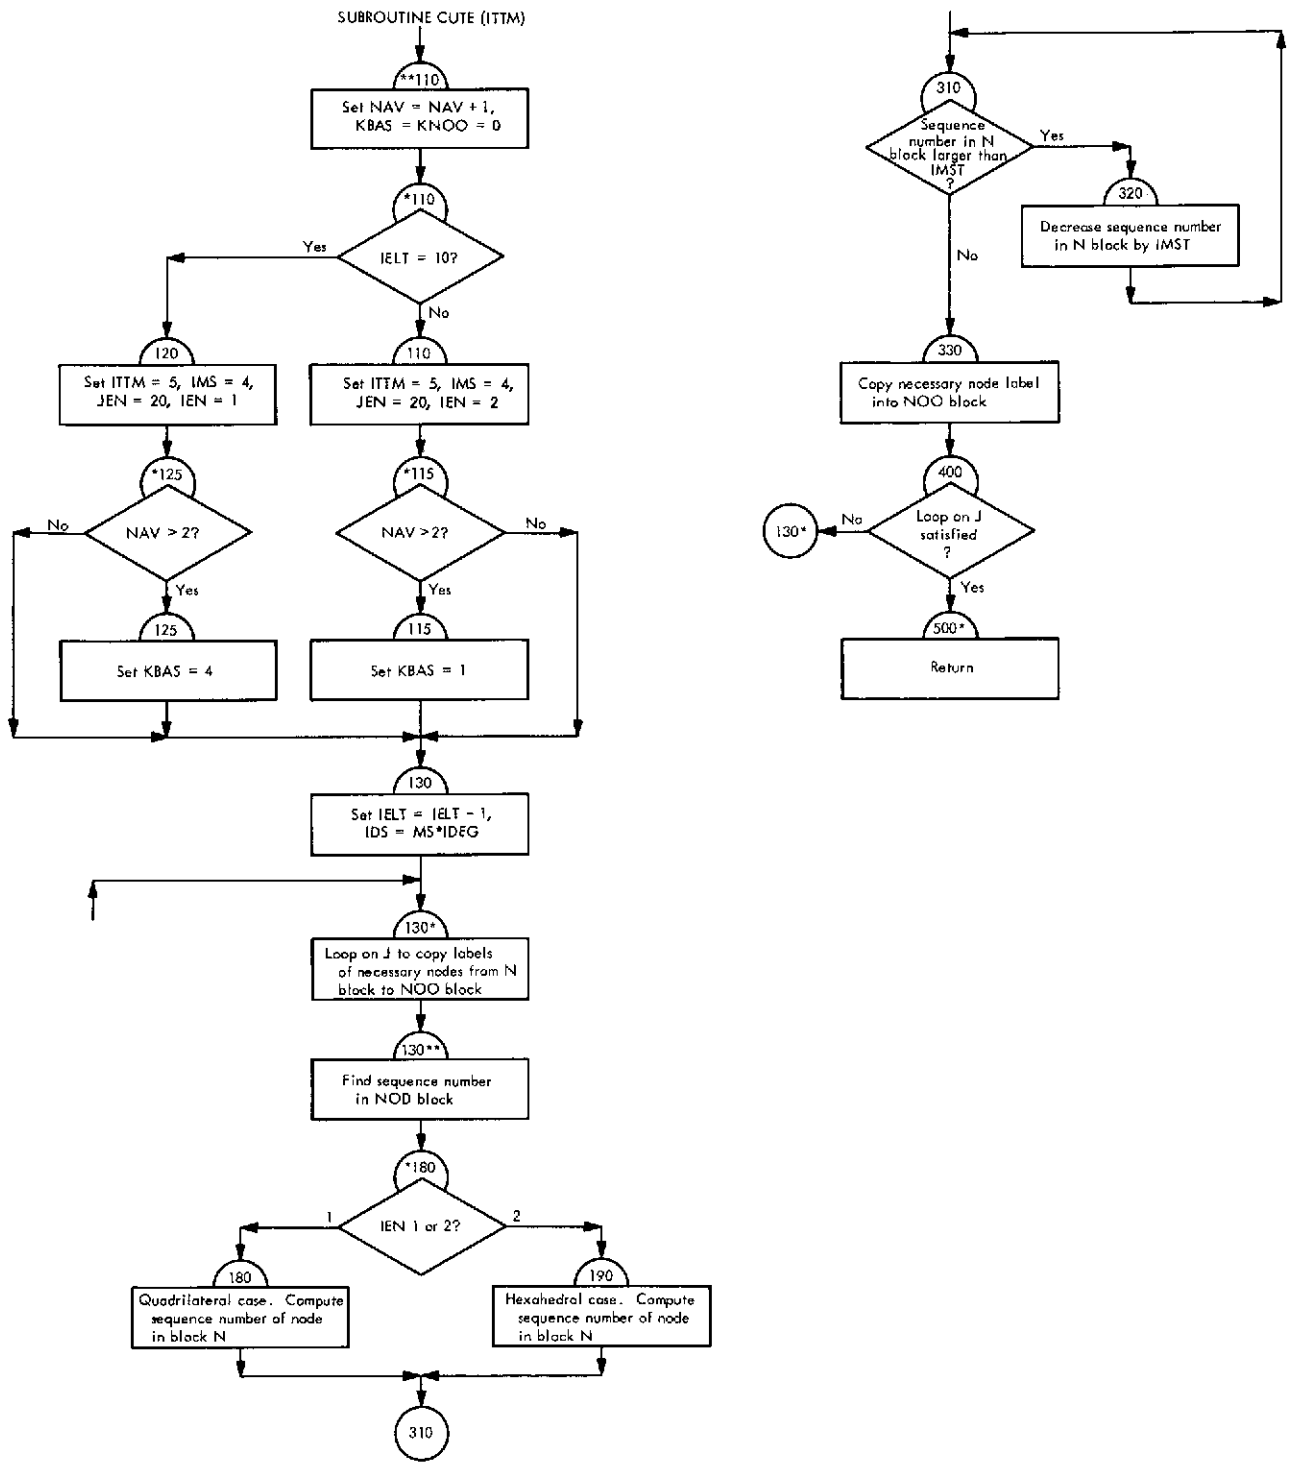 SUBROUTINE CUTE (ITTM)
**110
Set NAV = NAV + 1,
KBAS = KNOO = 0
*110
IELT = 10?
Yes
No
120
Set ITTM = 5, IMS = 4,
JEN = 20, IEN = 1
110
Set ITTM = 5, IMS = 4,
JEN = 20, IEN = 2
*125
NAV > 2?
No
Yes
*115
NAV > 2?
No
Yes
125
Set KBAS = 4
115
Set KBAS = 1
130
Set IELT = IELT - 1,
IDS = MS*IDEG
130*
Loop on J to copy labels
of necessary nodes from N
block to NOO block
130**
Find sequence number
in NOD block
*180
IEN 1 or 2?
1
2
180
Quadrilateral case. Compute
sequence number of node
in block N
190
Hexahedral case. Compute
sequence number of node
in block N
310
310
Sequence
number in N
block larger than
IMST
?
Yes
No
320
Decrease sequence number
in N block by IMST
330
Copy necessary node label
into NOO block
400
Loop on J
satisfied
?
No
130*
Yes
500*
Return